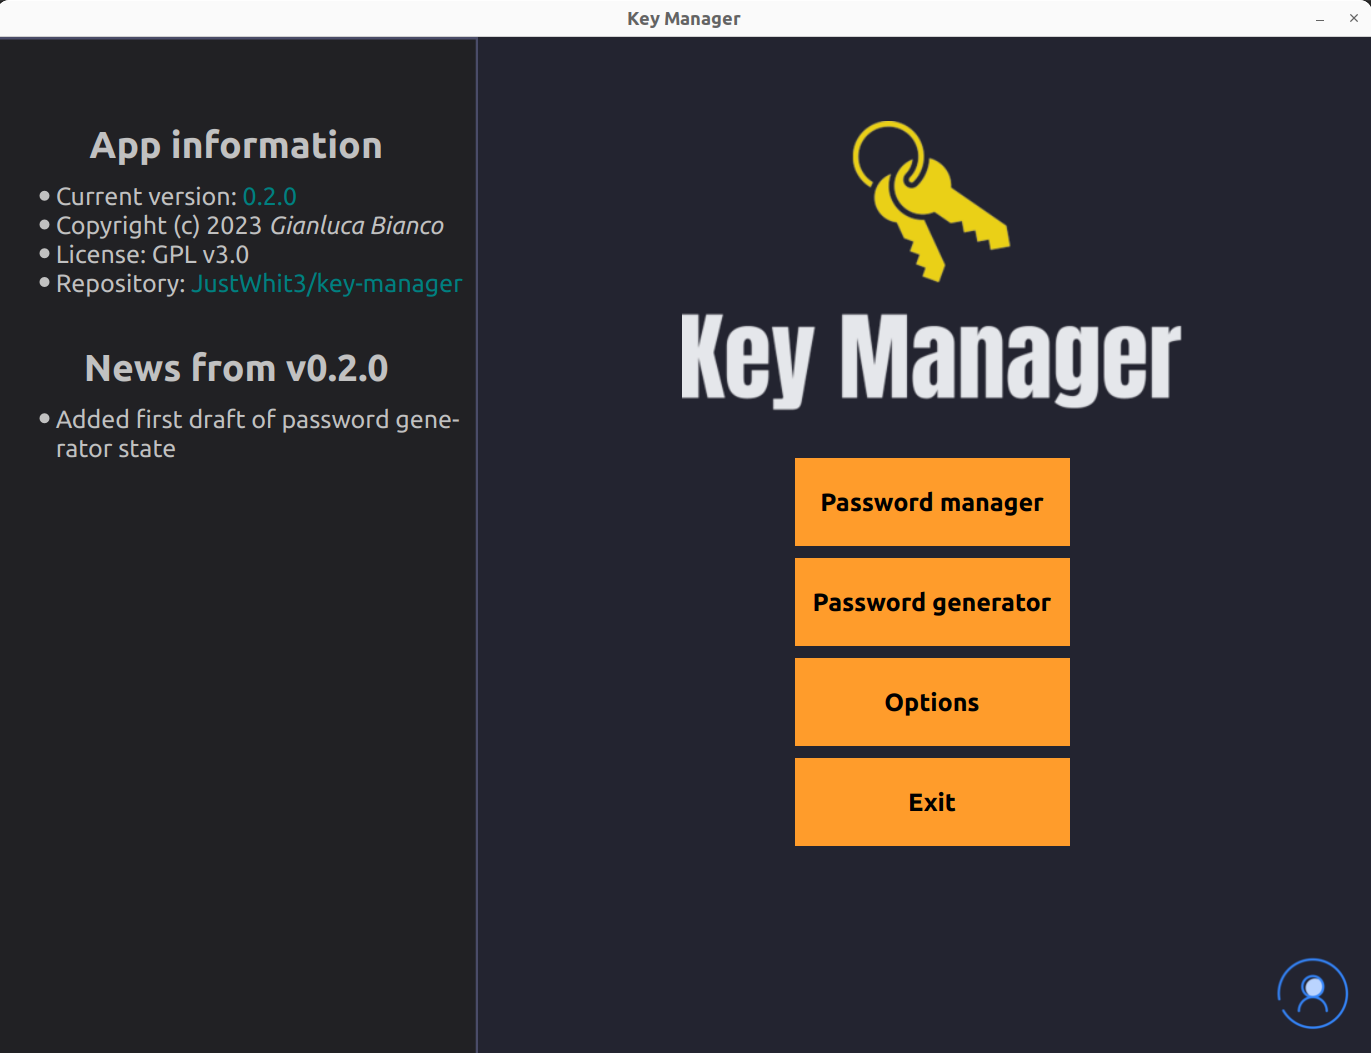 Key Manager
App information
Current version: 0.2.0
Copyright (c) 2023 Gianluca Bianco
License: GPL v3.0
Repository: JustWhit3/key-manager
News from v0.2.0
Added first draft of password gene-
rator state
Key Manager
Password manager
Password generator
Options
Exit